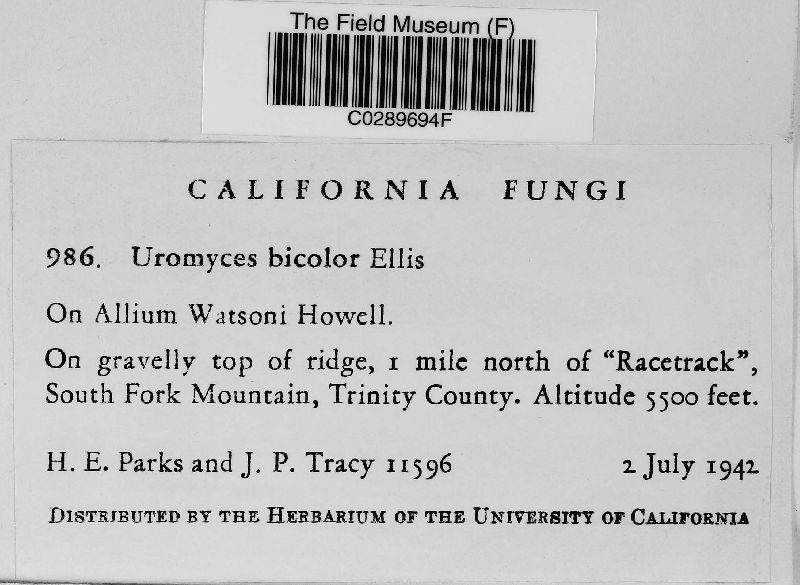 The Field Museum (F)
C0289694F
CALIFORNIA FUNGI
986. Uromyces bicolor Ellis
On Allium Watsoni Howell.
On gravelly top of ridge, 1 mile north of “Racetrack”,
South Fork Mountain, Trinity County. Altitude 5500 feet.
H. E. Parks and J. P. Tracy 11596 2 July 1942
Distributed by the Herbarium of the University of California